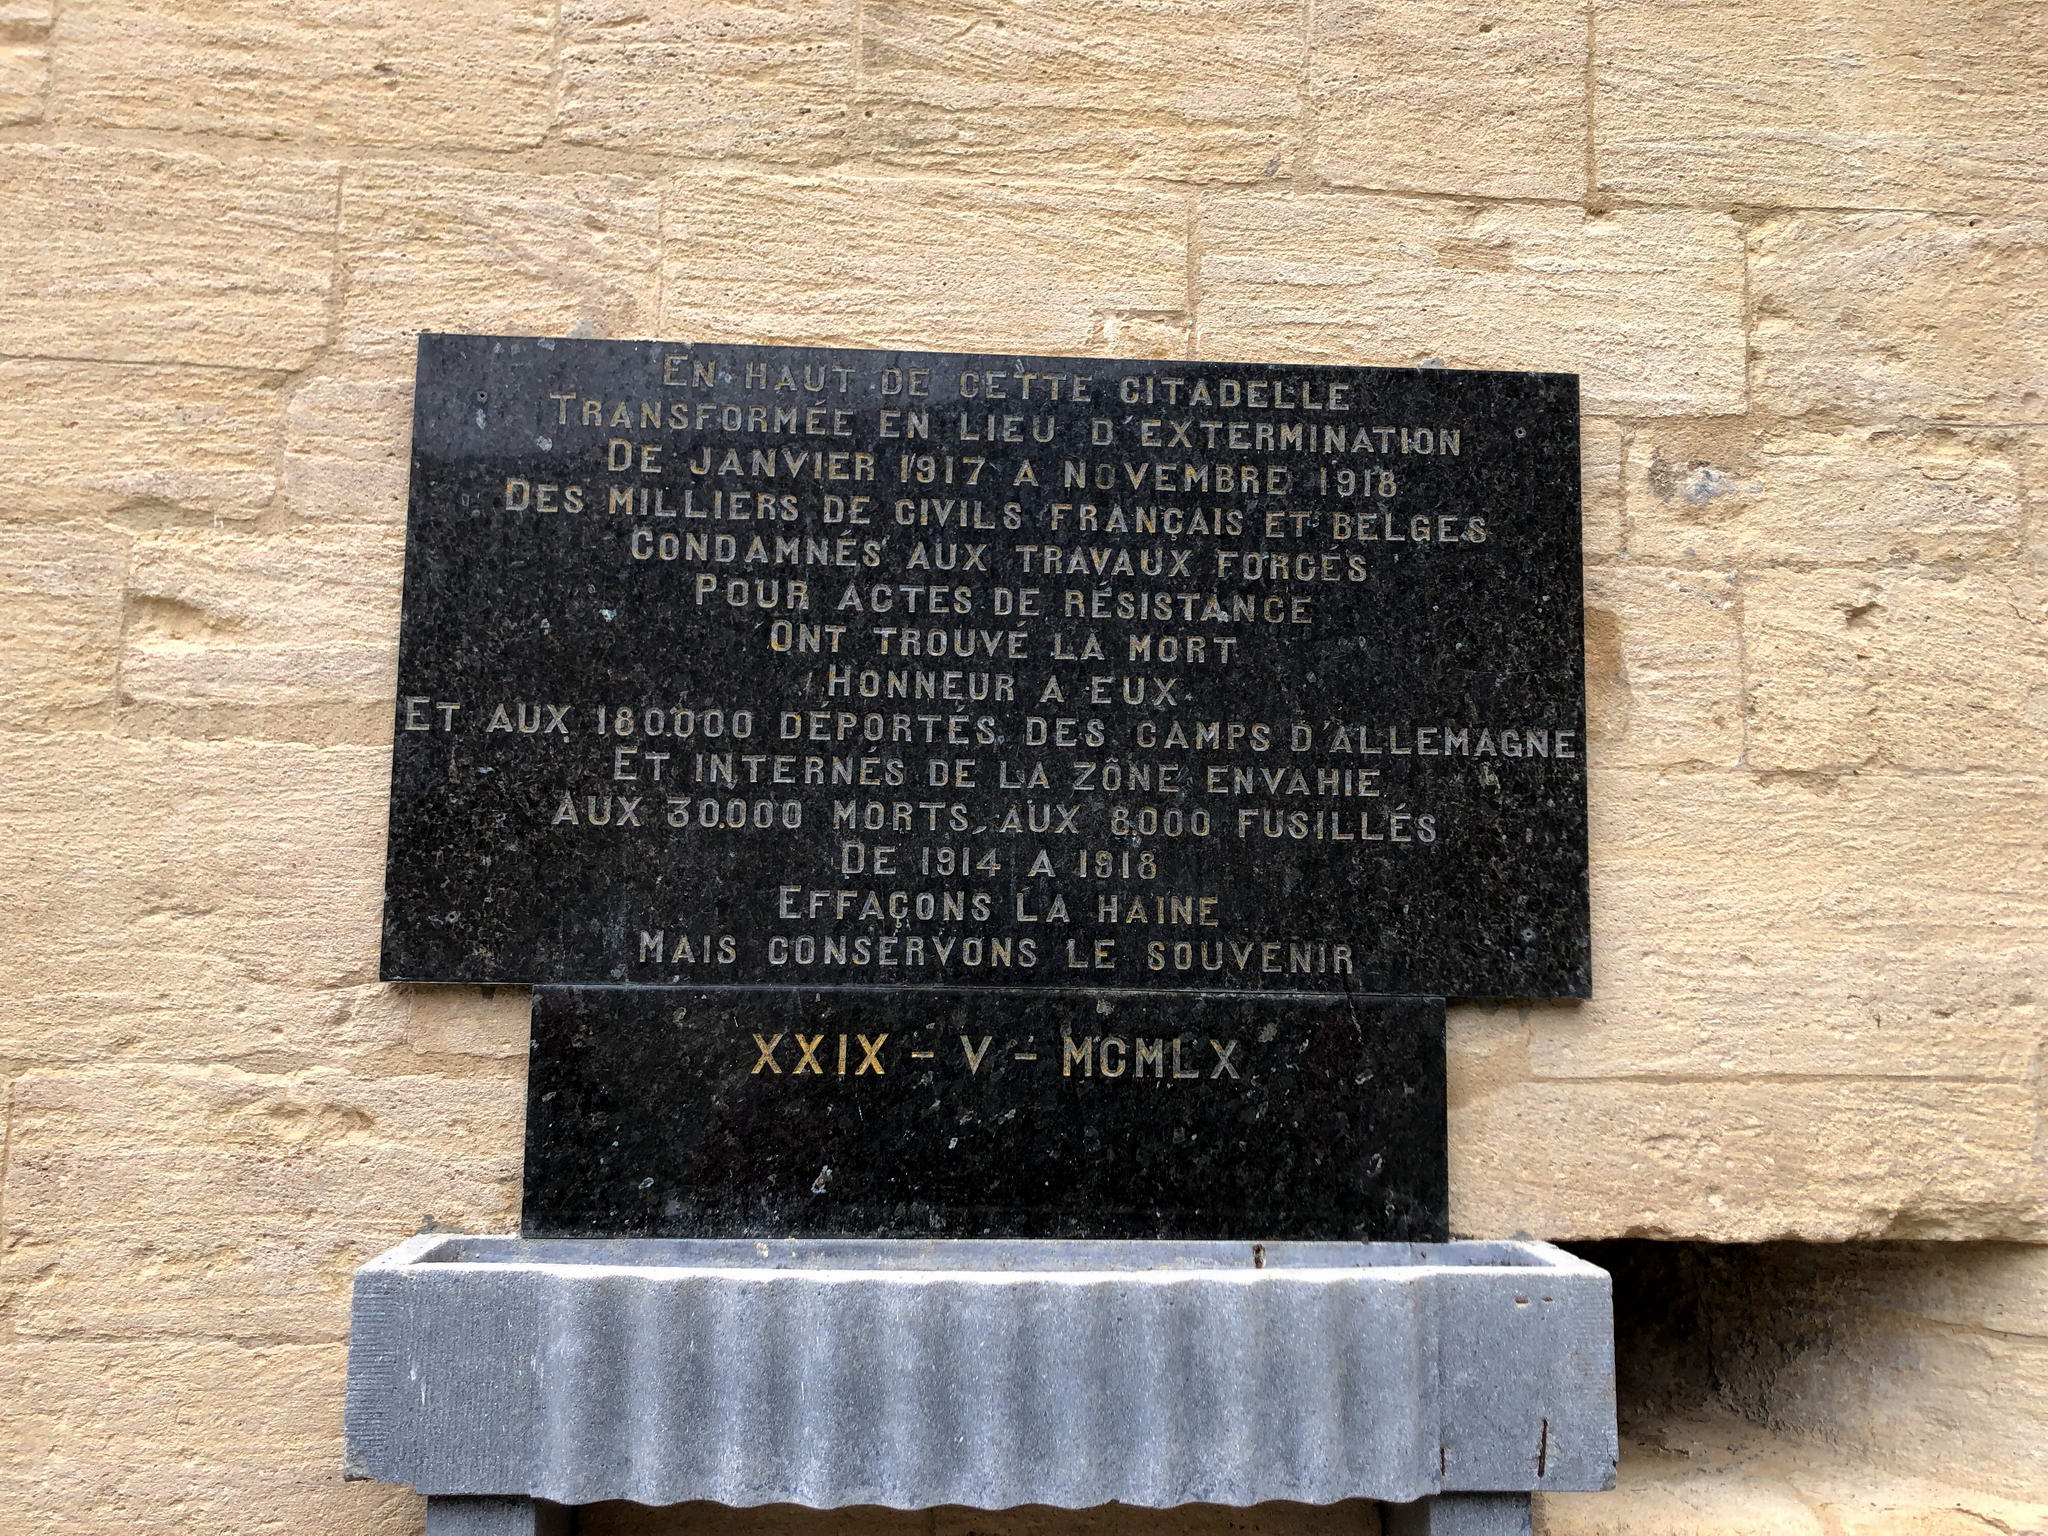 EN HAUT DE CETTE CITADELLE
TRANSFORMÉE EN LIEU D'EXTERMINATION
DE JANVIER 1917 A NOVEMBRE 1918
DES MILLIERS DE CIVILS FRANÇAIS ET BELGES
CONDAMNÉS AUX TRAVAUX FORCÉS
POUR ACTES DE RÉSISTANCE
ONT TROUVÉ LA MORT
HONNEUR A EUX
ET AUX 180.000 DÉPORTÉS DES CAMPS D'ALLEMAGNE
ET INTERNÉS DE LA ZÔNE ENVAHIE.
AUX 30.000 MORTS, AUX 8000 FUSILLÉS
DE 1914 A 1918
EFFAÇONS LA HAINE
MAIS CONSERVONS LE SOUVENIR
XXIX - V - MCMLX